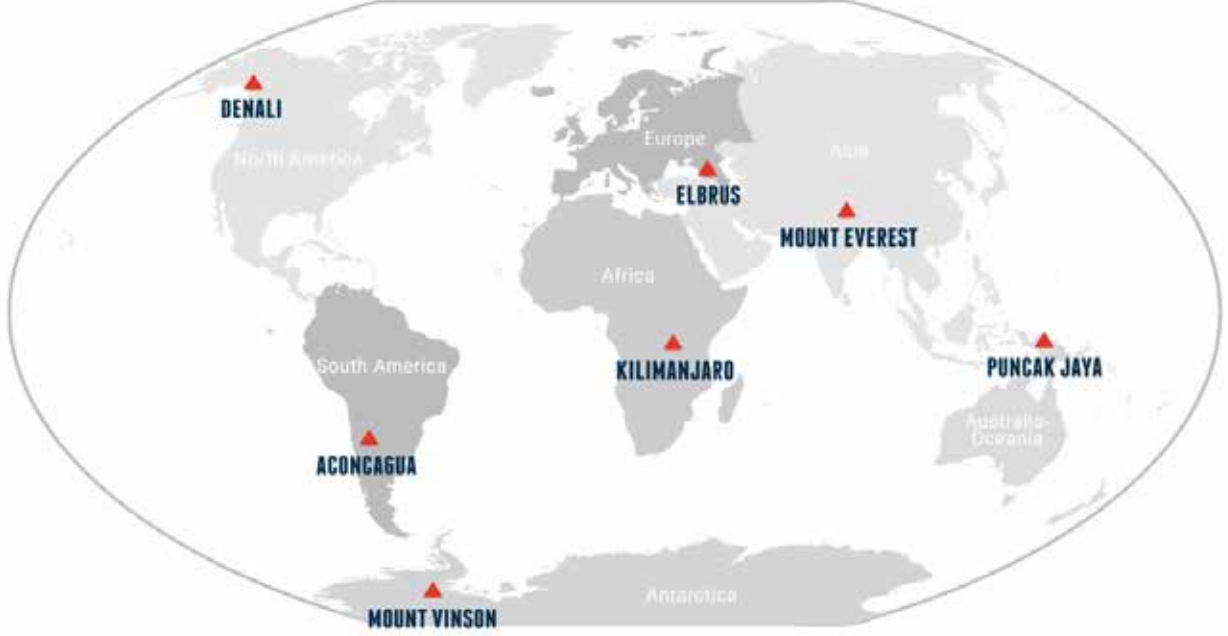 DENALI
North America
Europe
Asia
ELBRUS
MOUNT EVEREST
Africa
South America
KILIMANJARO
PUNCAK JAYA
Australia-
Oceania
ACONCAGUA
Antarctica
MOUNT VINSON